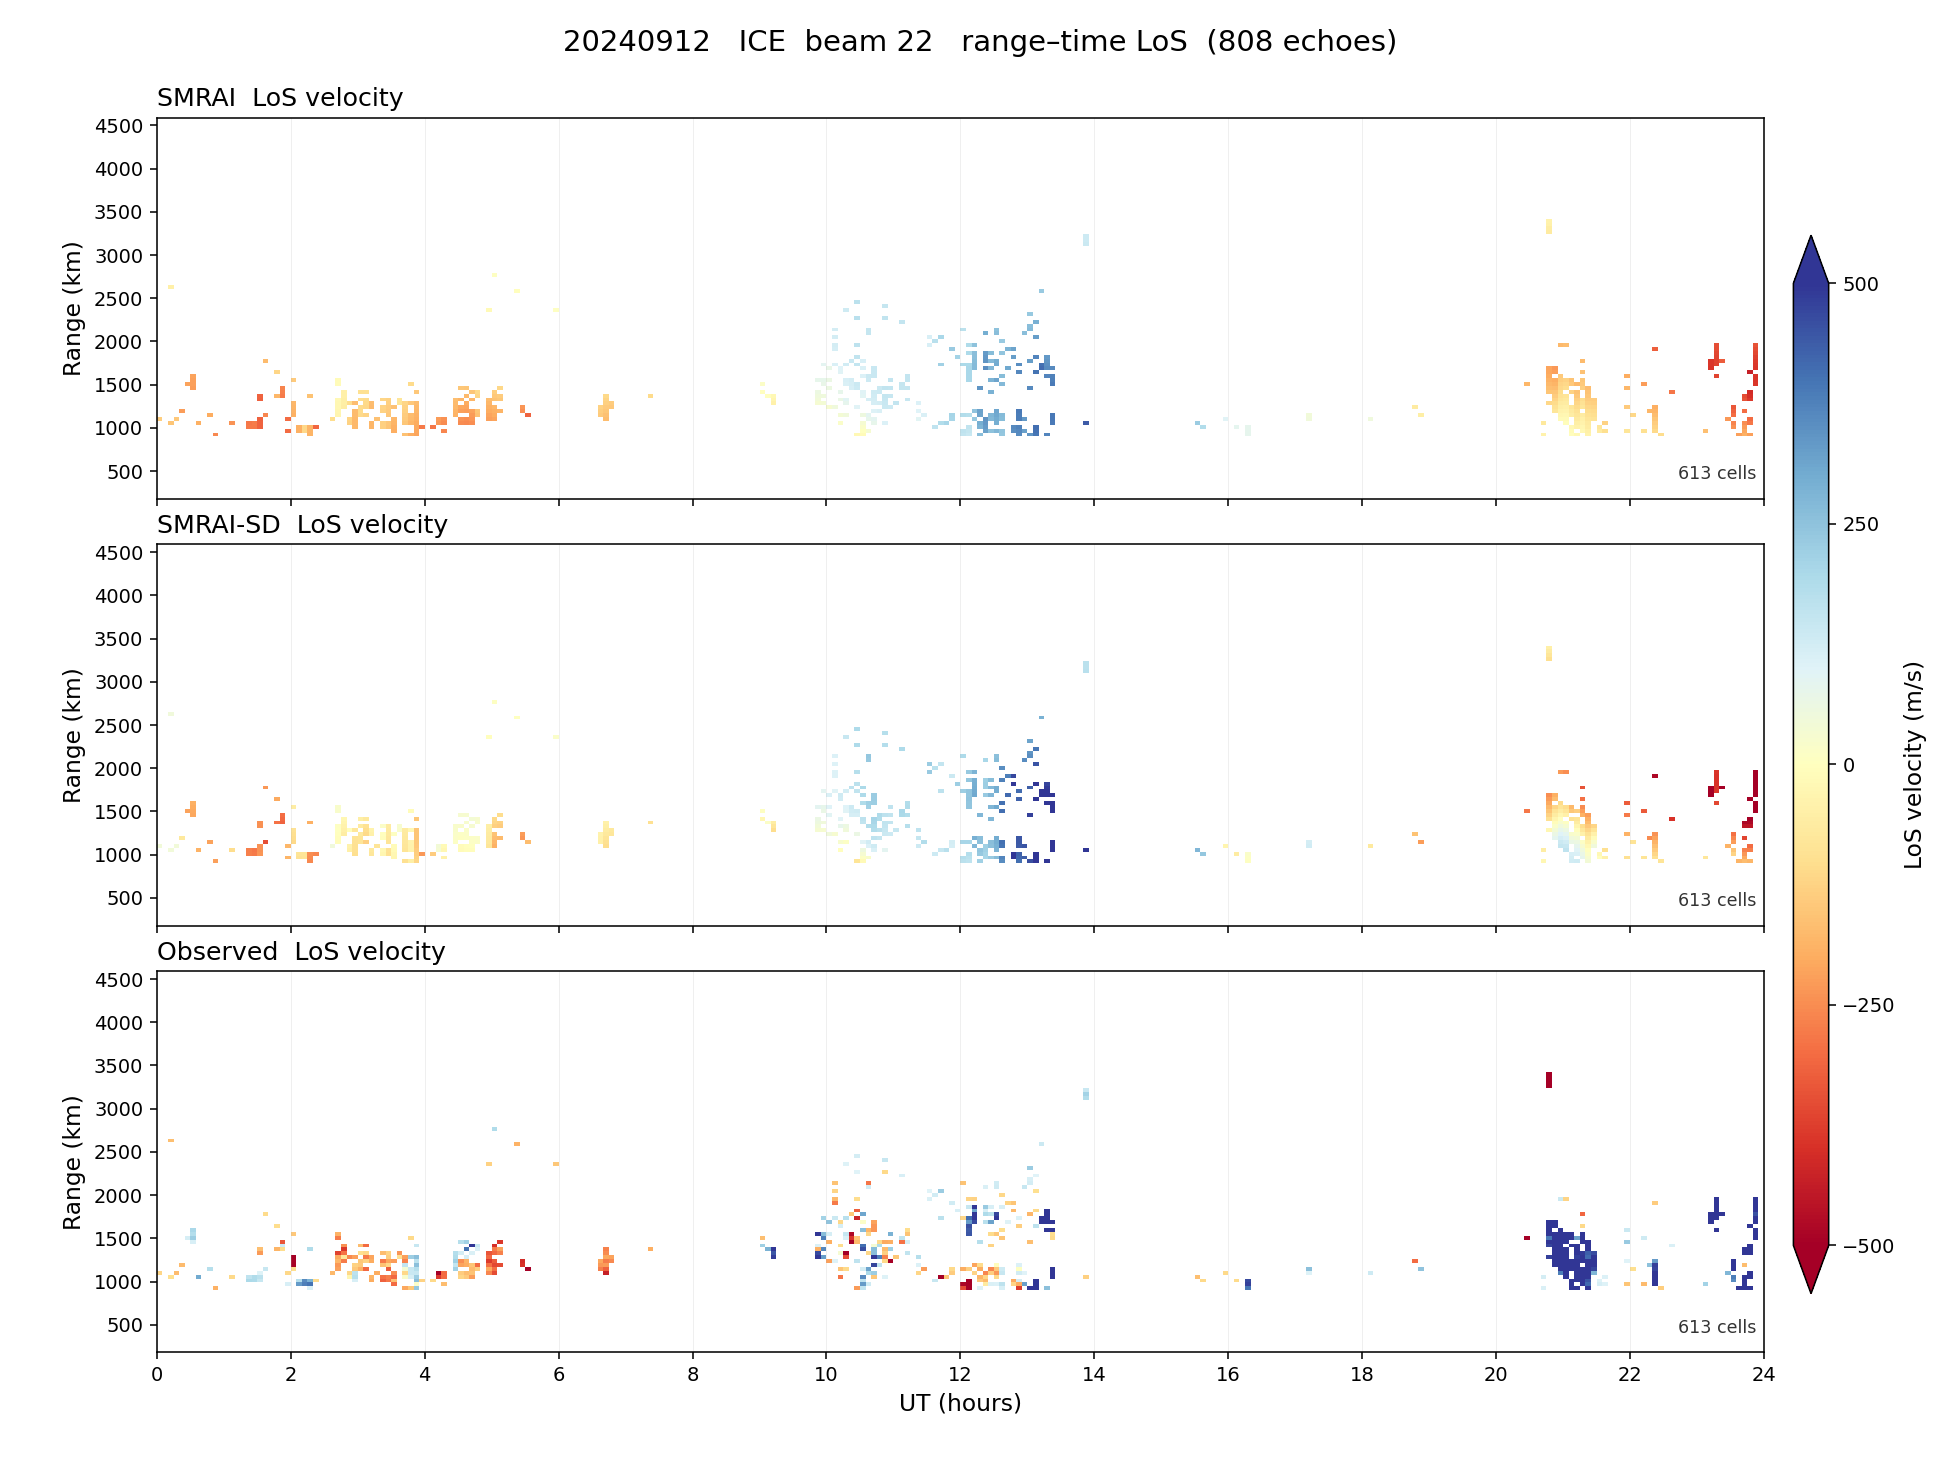 20240912   ICE  beam 22   range–time LoS  (808 echoes)
SMRAI  LoS velocity
4500
4000
3500
3000
2500
2000
1500
1000
500
Range (km)
613 cells
SMRAI-SD  LoS velocity
4500
4000
3500
3000
2500
2000
1500
1000
500
Range (km)
613 cells
Observed  LoS velocity
4500
4000
3500
3000
2500
2000
1500
1000
500
Range (km)
613 cells
0 2 4 6 8 10 12 14 16 18 20 22 24
UT (hours)
500
250
0
−250
−500
LoS velocity (m/s)